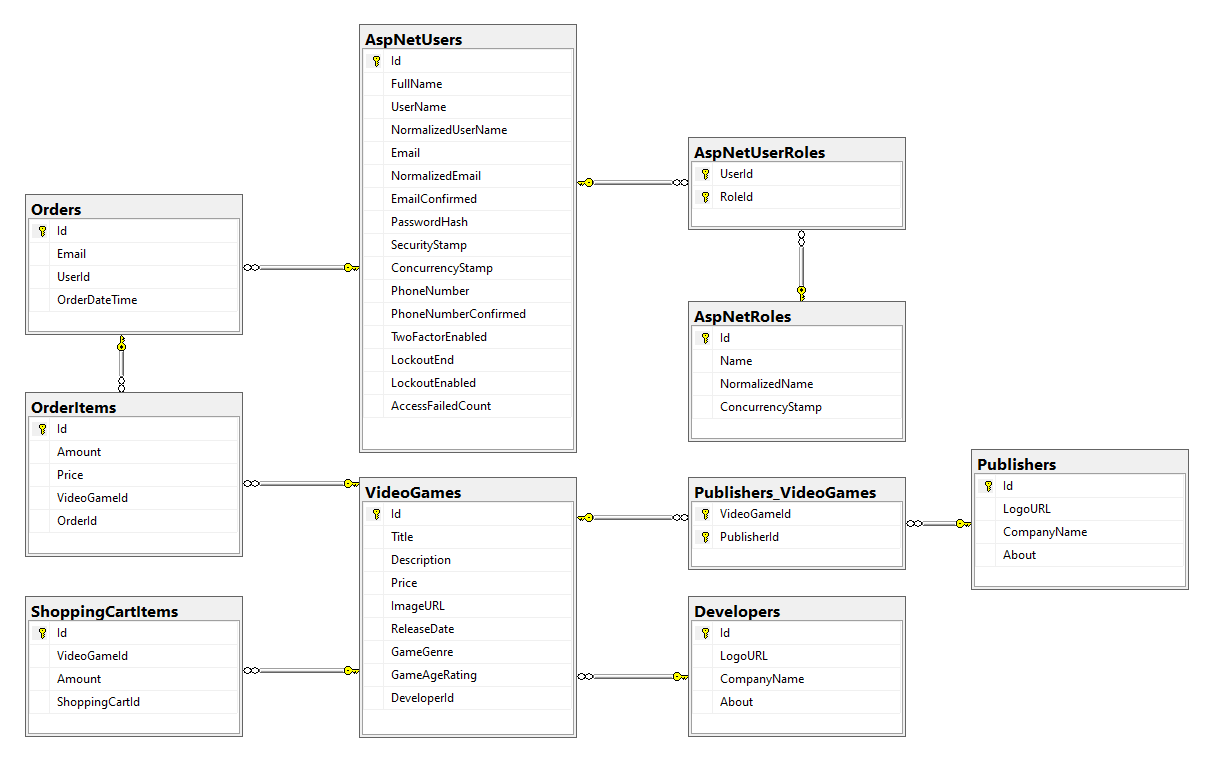 AspNetUsers
Id
FullName
UserName
NormalizedUserName
Email
NormalizedEmail
EmailConfirmed
PasswordHash
SecurityStamp
ConcurrencyStamp
PhoneNumber
PhoneNumberConfirmed
TwoFactorEnabled
LockoutEnd
LockoutEnabled
AccessFailedCount
AspNetUserRoles
UserId
RoleId
Orders
Id
Email
UserId
OrderDateTime
AspNetRoles
Id
Name
NormalizedName
ConcurrencyStamp
OrderItems
Id
Amount
Price
VideoGameId
OrderId
VideoGames
Id
Title
Description
Price
ImageURL
ReleaseDate
GameGenre
GameAgeRating
DeveloperId
Publishers_VideoGames
VideoGameId
PublisherId
Publishers
Id
LogoURL
CompanyName
About
ShoppingCartItems
Id
VideoGameId
Amount
ShoppingCartId
Developers
Id
LogoURL
CompanyName
About